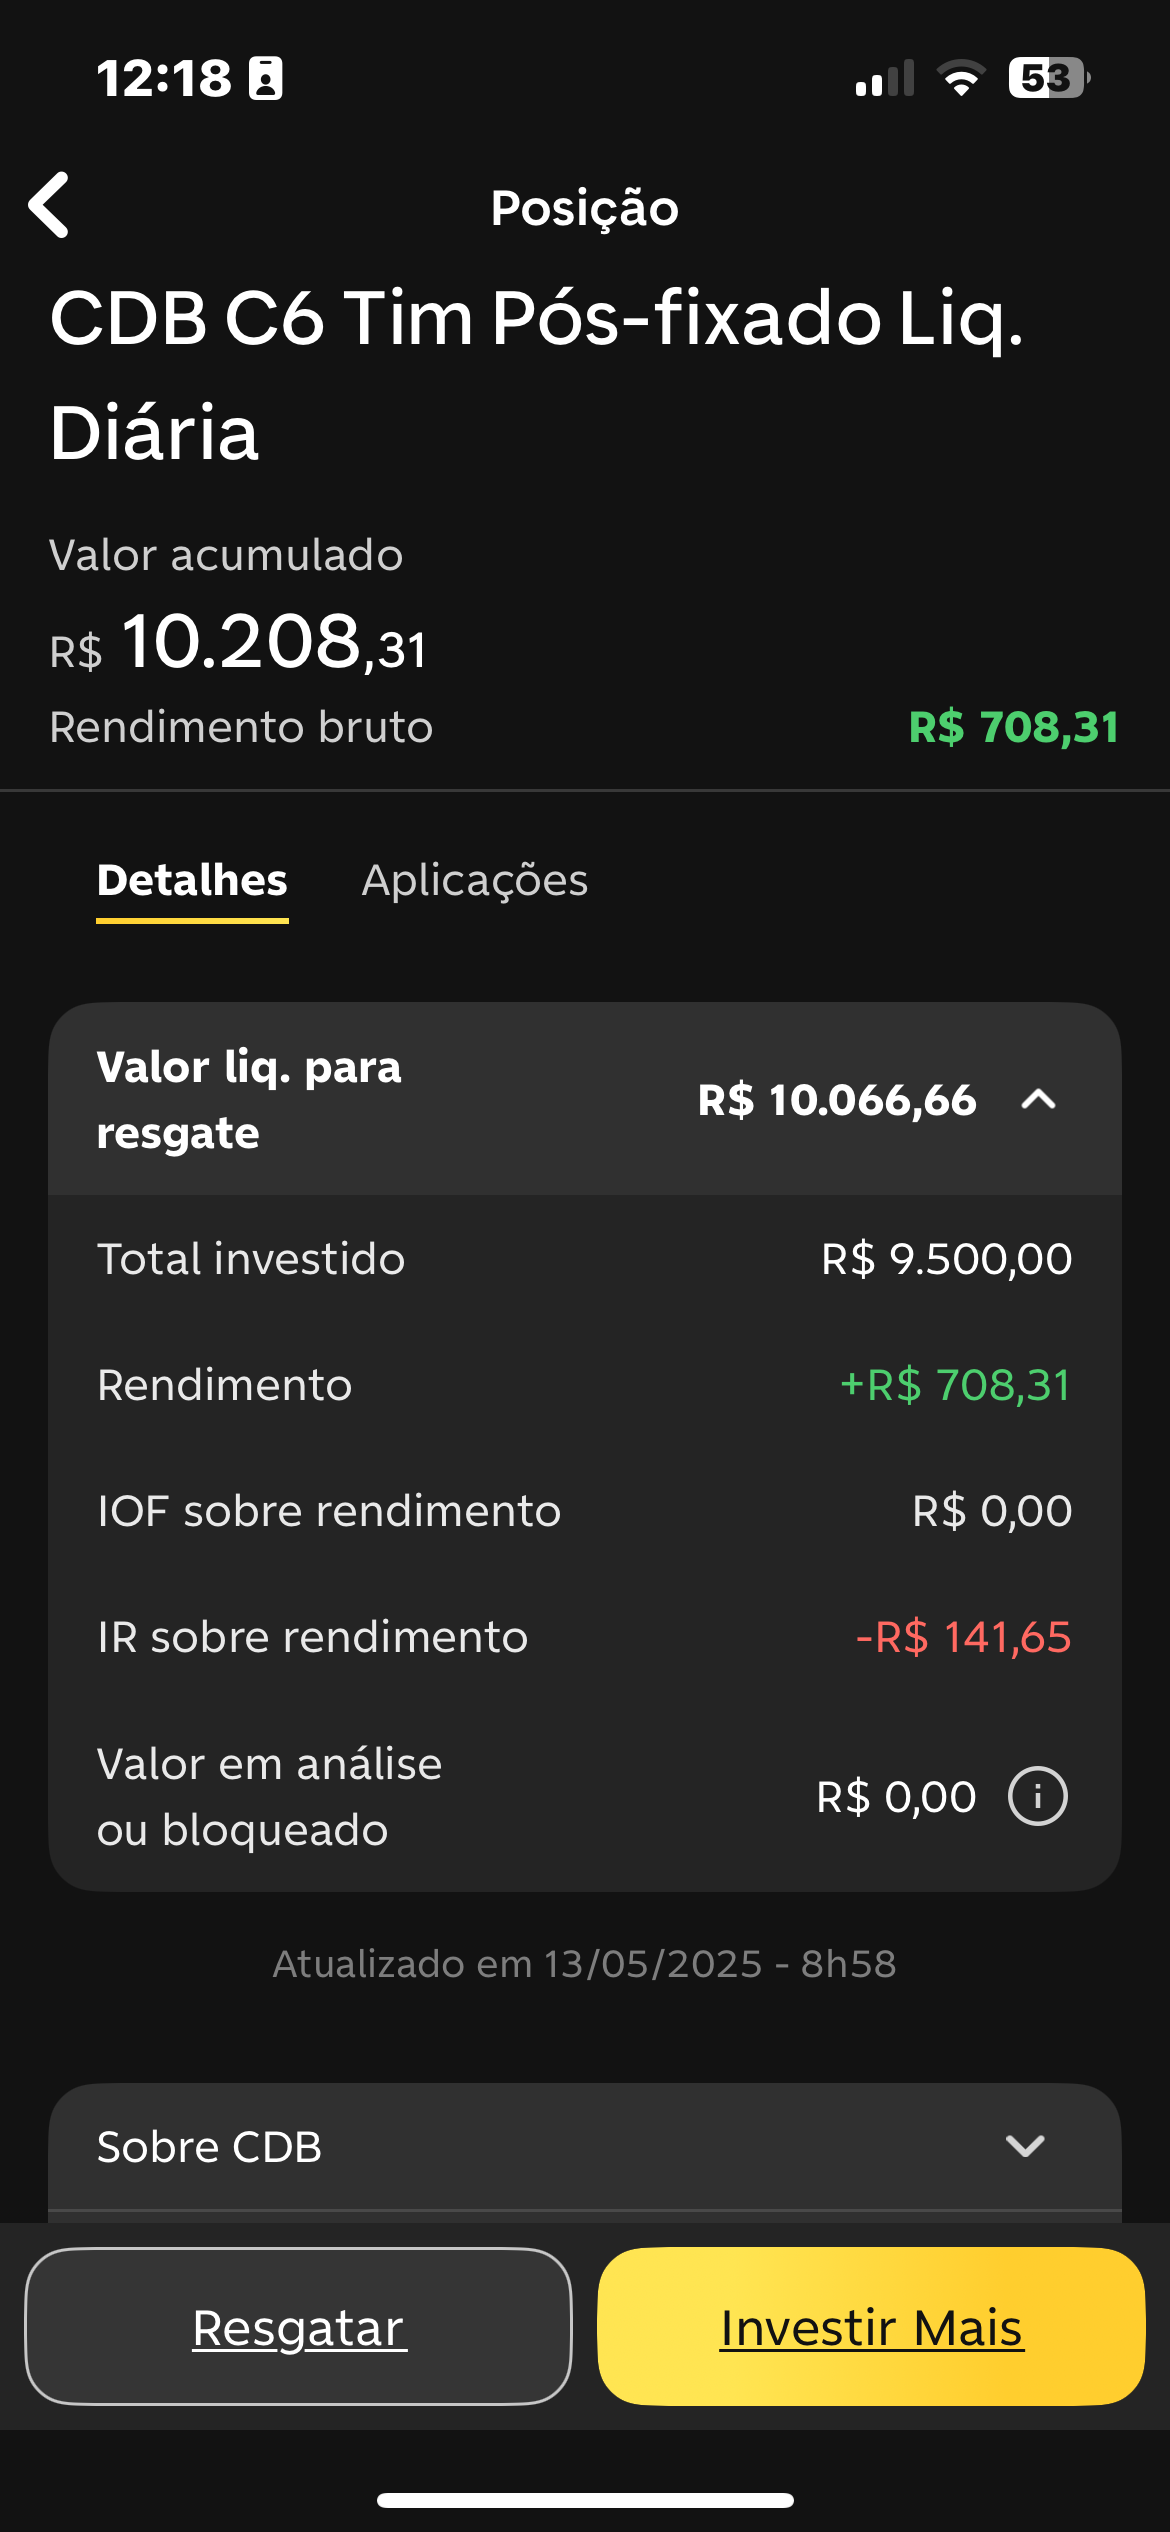 12:18
53
Posição
CDB C6 Tim Pós-fixado Liq.
Diária
Valor acumulado
R$ 10.208,31
Rendimento bruto R$ 708,31
Detalhes Aplicações
Valor liq. para
resgate
R$ 10.066,66
Total investido R$ 9.500,00
Rendimento +R$ 708,31
IOF sobre rendimento R$ 0,00
IR sobre rendimento -R$ 141,65
Valor em análise
ou bloqueado
R$ 0,00
Atualizado em 13/05/2025 - 8h58
Sobre CDB
Resgatar Investir Mais